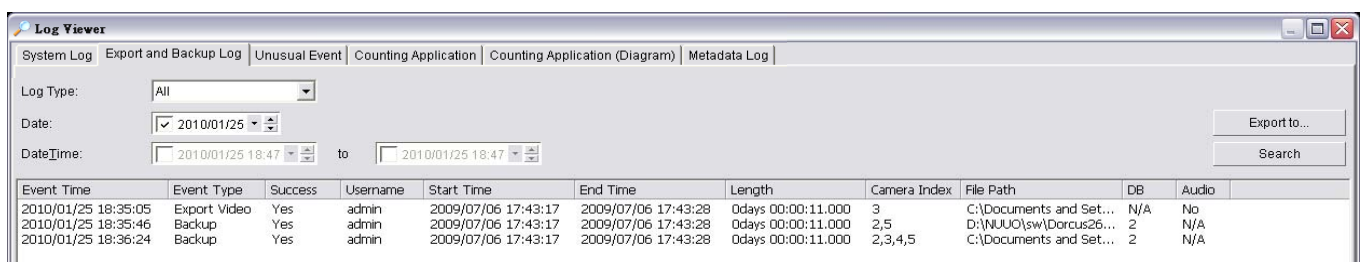 Log Viewer
System Log Export and Backup Log Unusual Event Counting Application Counting Application (Diagram) Metadata Log
Log Type: All
Date: 2010/01/25 Export to...
DateTime: 2010/01/25 18:47 to 2010/01/25 18:47 Search
Event Time Event Type Success Username Start Time End Time Length Camera Index File Path DB Audio
2010/01/25 18:35:05 Export Video Yes admin 2009/07/06 17:43:17 2009/07/06 17:43:28 0days 00:00:11.000 3 C:\Documents and Set... N/A No
2010/01/25 18:35:46 Backup Yes admin 2009/07/06 17:43:17 2009/07/06 17:43:28 0days 00:00:11.000 2,5 D:\NUUO\sw\Dorcus26... 2 N/A
2010/01/25 18:36:24 Backup Yes admin 2009/07/06 17:43:17 2009/07/06 17:43:28 0days 00:00:11.000 2,3,4,5 C:\Documents and Set... 2 N/A